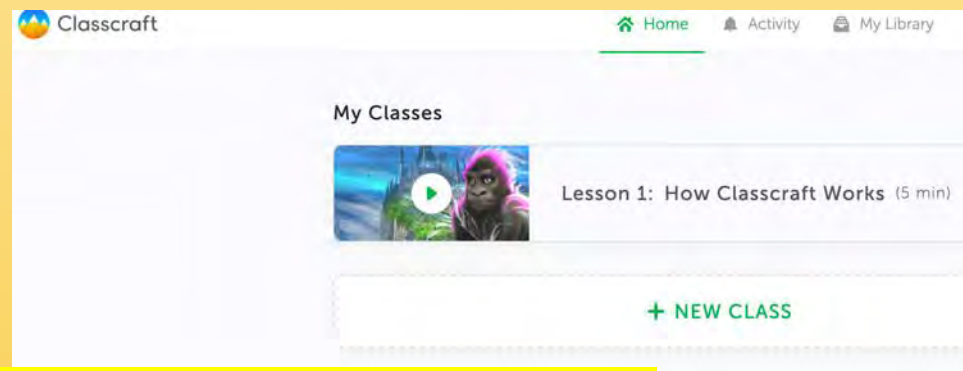 Classcraft
Home
Activity
My Library
My Classes
Lesson 1: How Classcraft Works (5 min)
+ NEW CLASS